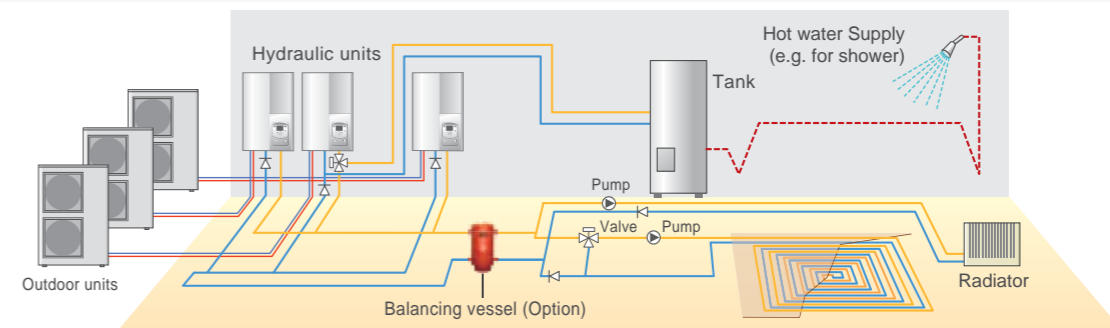 Hot water Supply
(e.g. for shower)
Hydraulic units
Tank
Pump
Valve
Pump
Outdoor units
Radiator
Balancing vessel (Option)